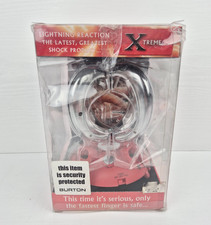 LIGHTNING REACTION
THE LATEST, GREATEST
SHOCK PRODUCT
XTREME
this item
is security
protected
BURTON
This time it's serious, only
the fastest finger is safe...